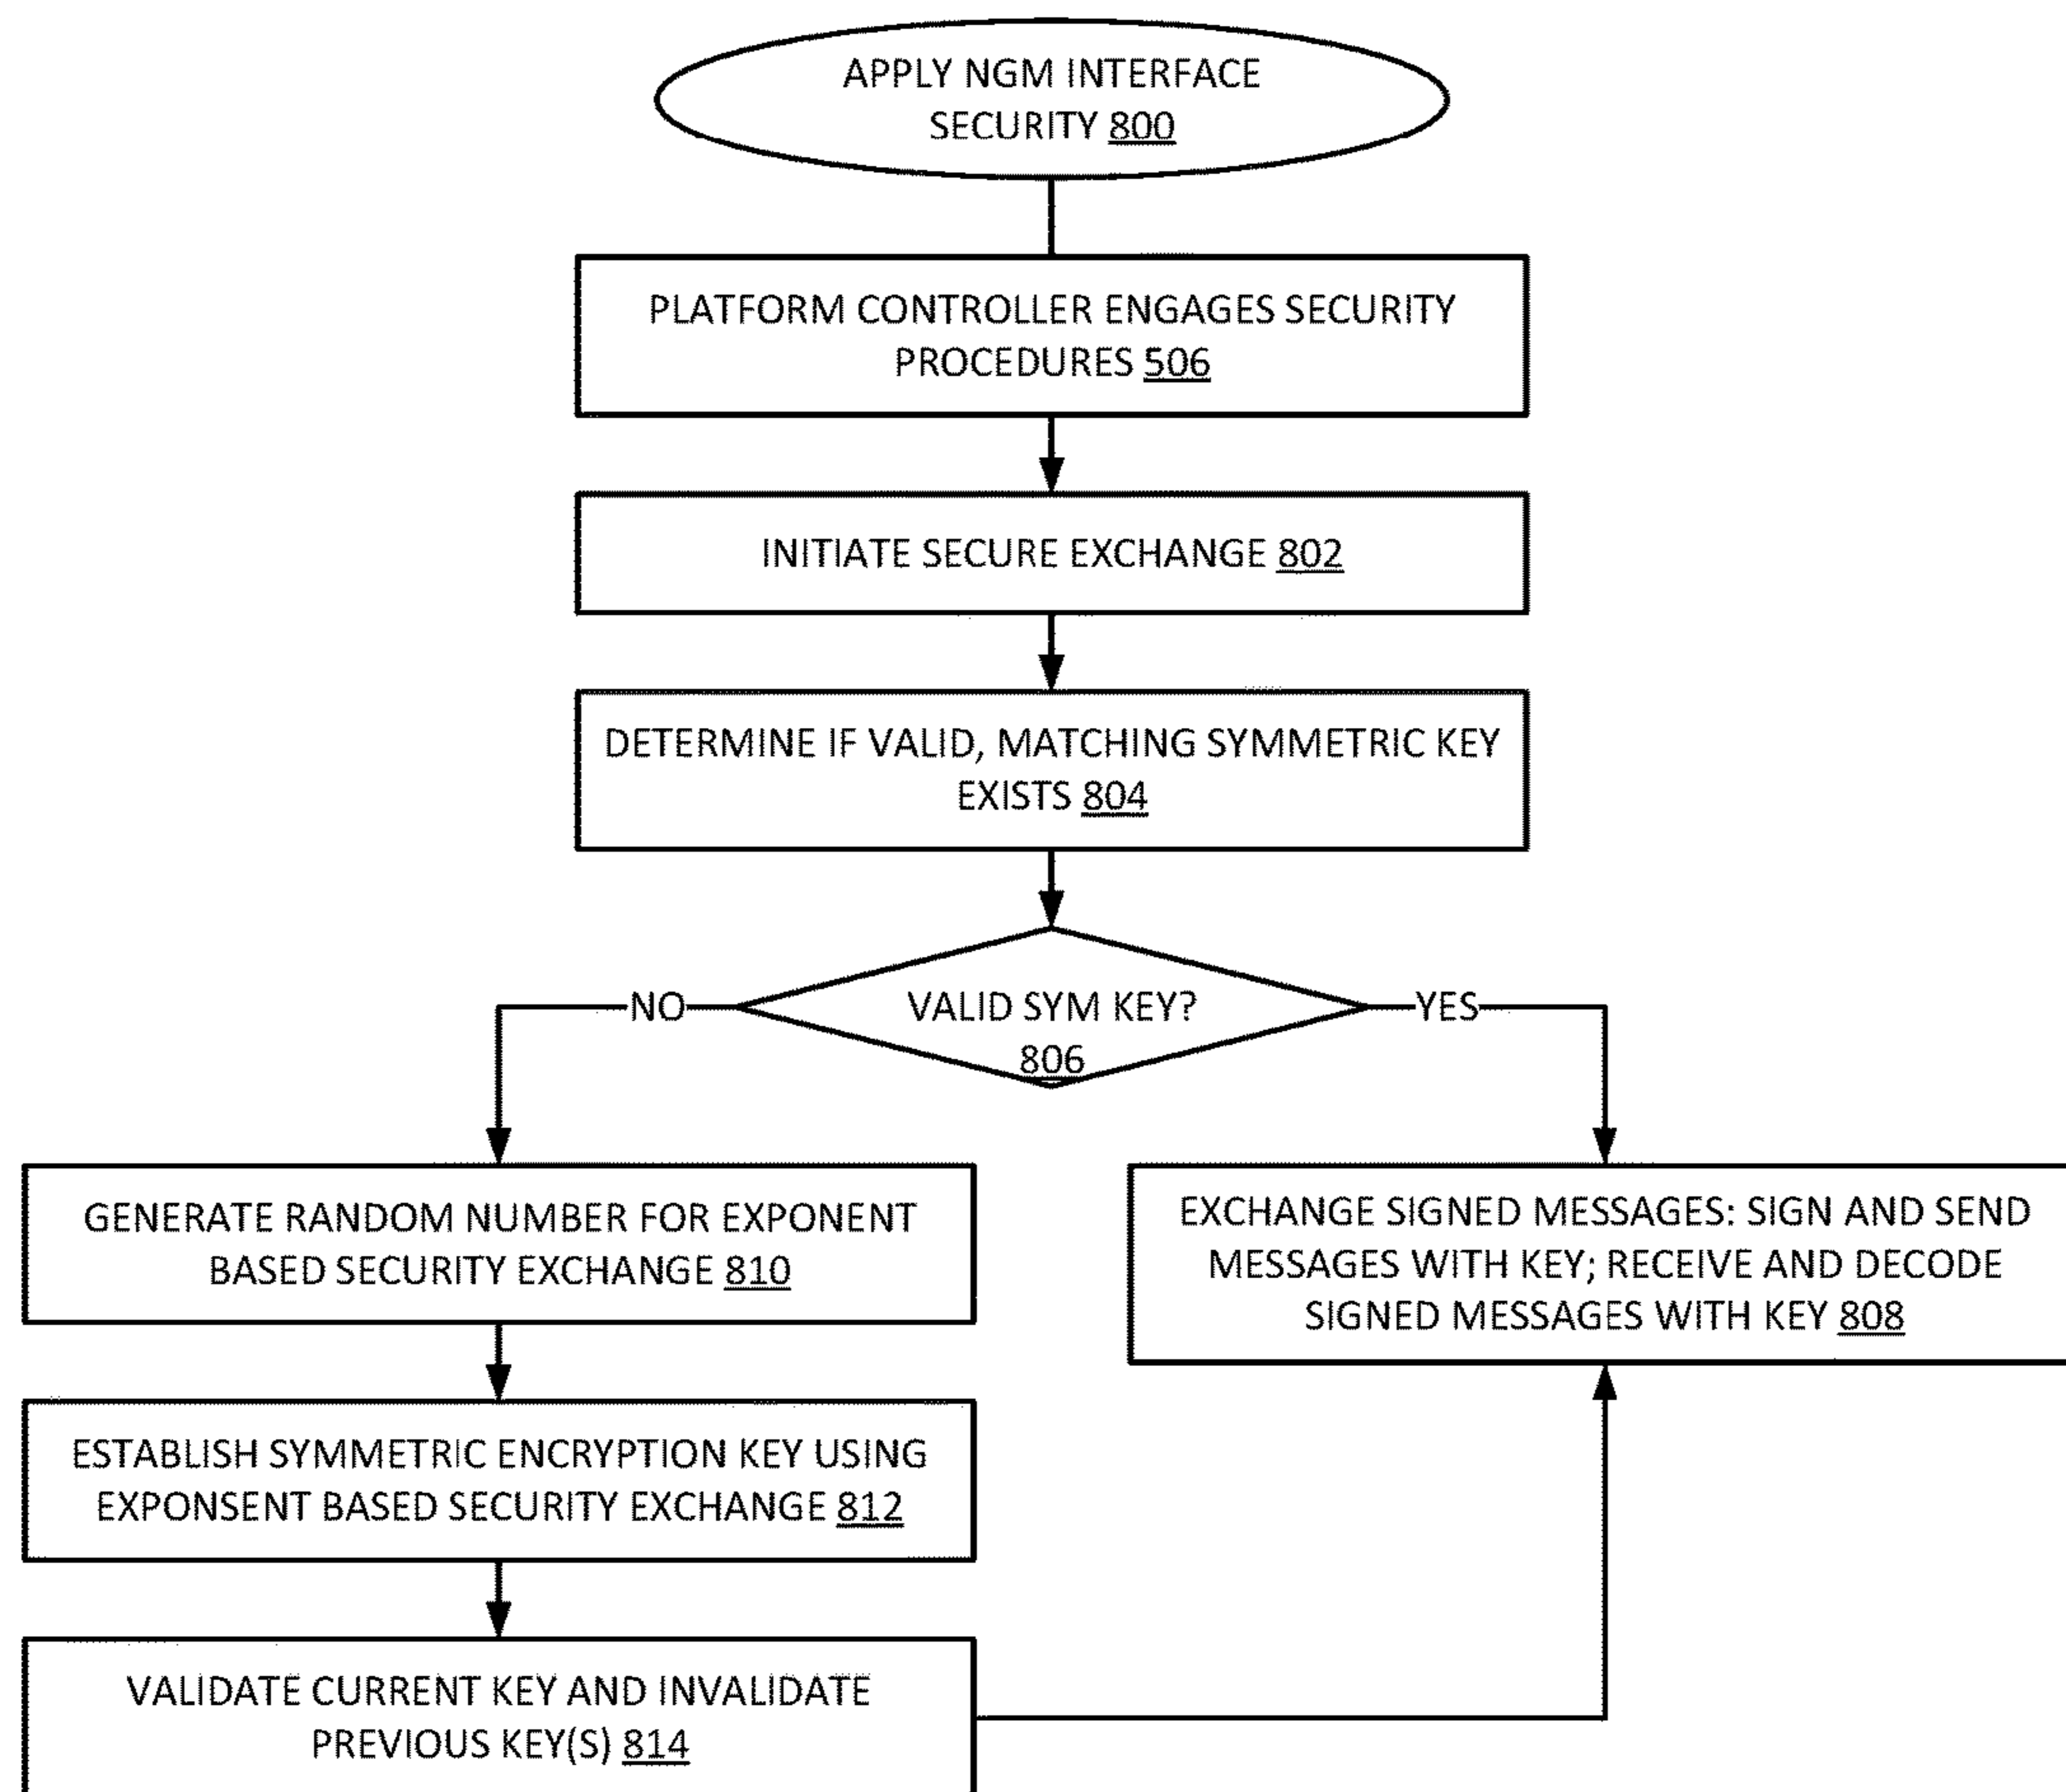 APPLY NGM INTERFACE
SECURITY 800
PLATFORM CONTROLLER ENGAGES SECURITY
PROCEDURES 506
INITIATE SECURE EXCHANGE 802
DETERMINE IF VALID, MATCHING SYMMETRIC KEY
EXISTS 804
VALID SYM KEY?
806
NO
YES
GENERATE RANDOM NUMBER FOR EXPONENT
BASED SECURITY EXCHANGE 810
EXCHANGE SIGNED MESSAGES: SIGN AND SEND
MESSAGES WITH KEY; RECEIVE AND DECODE
SIGNED MESSAGES WITH KEY 808
ESTABLISH SYMMETRIC ENCRYPTION KEY USING
EXPONSENT BASED SECURITY EXCHANGE 812
VALIDATE CURRENT KEY AND INVALIDATE
PREVIOUS KEY(S) 814